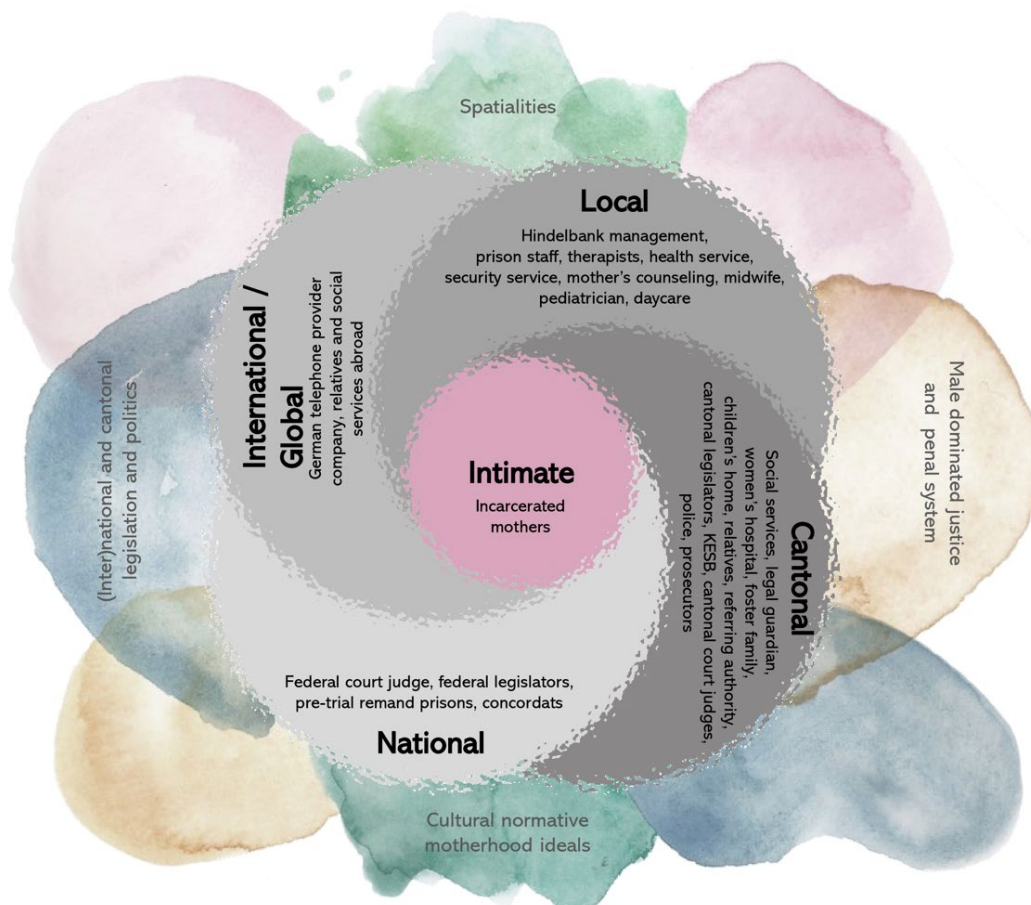 Spatialities
Local
Hindelbank management,
prison staff, therapists, health service,
security service, mother's counseling, midwife,
pediatrician, daycare
International /
Global
German telephone provider
company, relatives and social
services abroad
(Inter)national and cantonal
legislation and politics
Intimate
Incarcerated
mothers
Male dominated justice
and penal system
Cantonal
Social services, legal guardian,
women's hospital, foster family,
children's home, relatives, referring authority,
cantonal legislators, KESB, cantonal court judges,
police, prosecutors
Federal court judge, federal legislators,
pre-trial remand prisons, concordats
National
Cultural normative
motherhood ideals